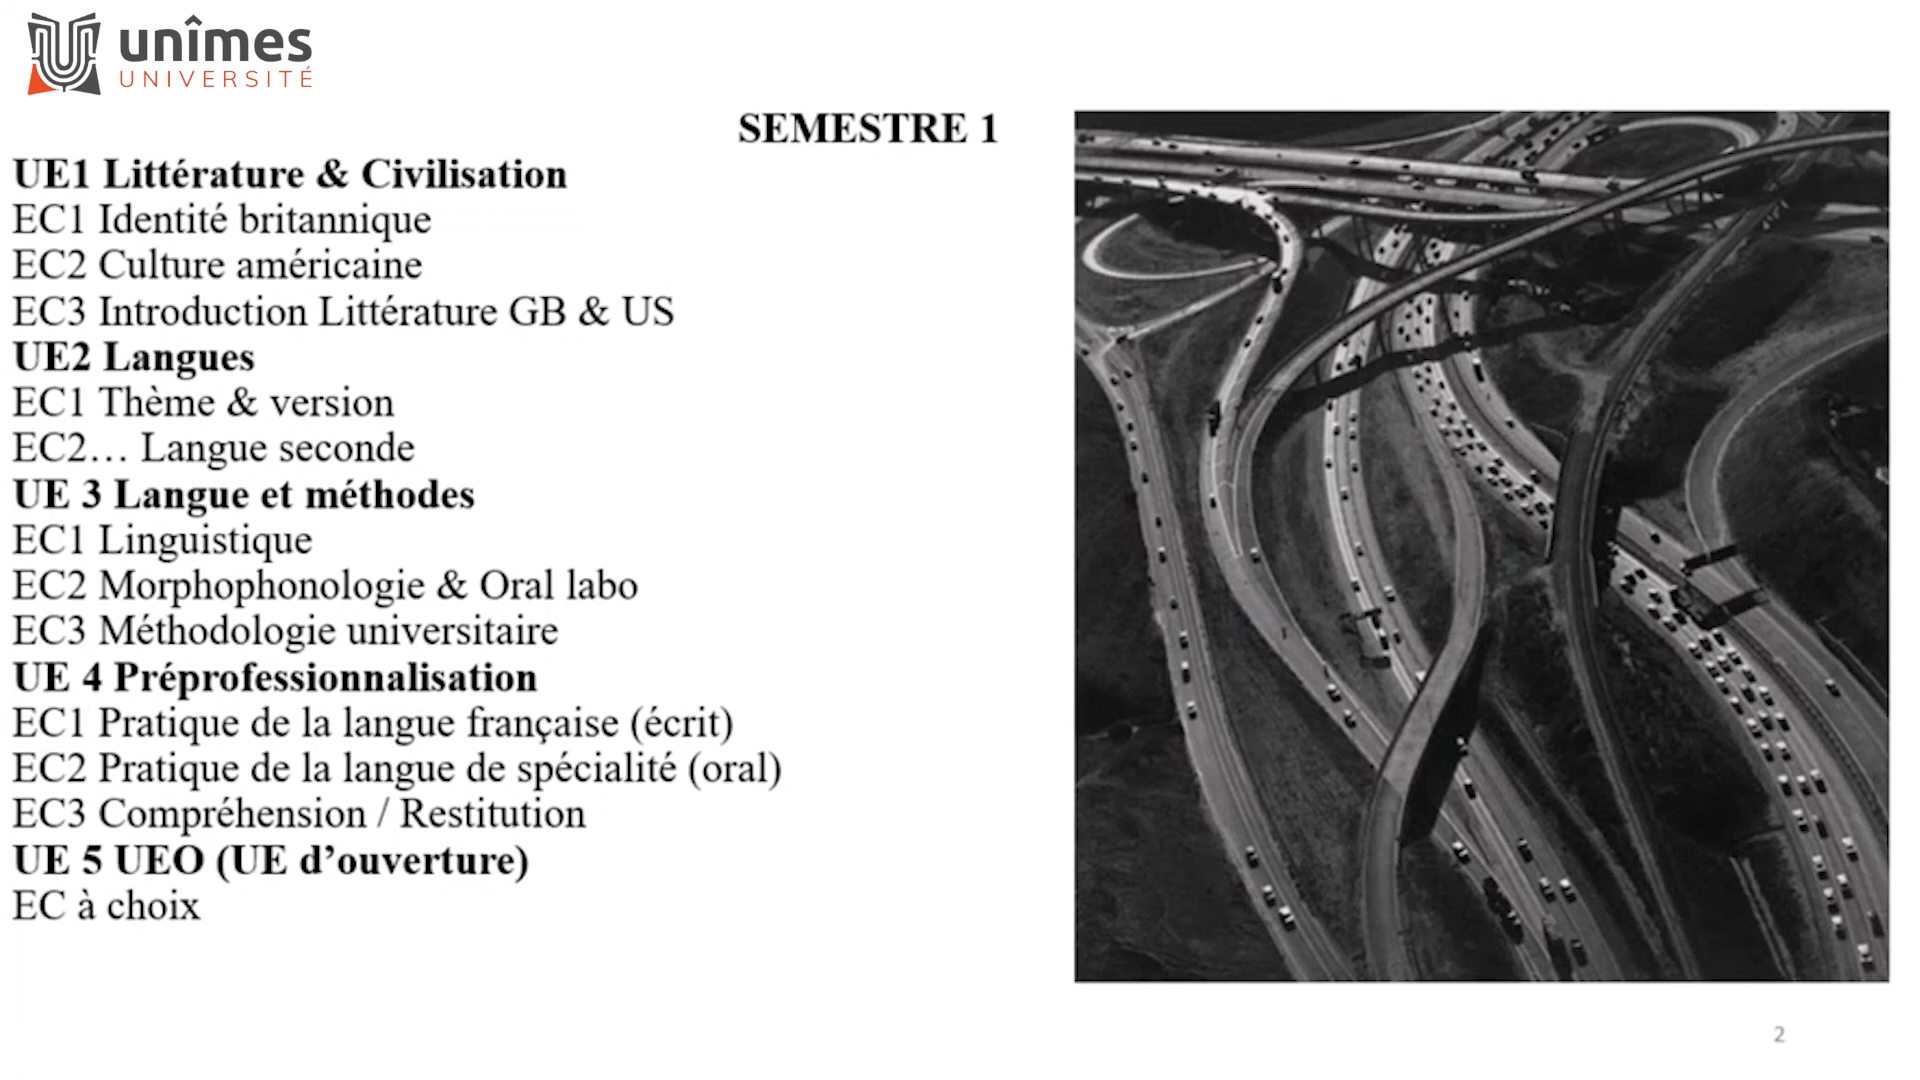 unîmes
UNIVERSITÉ
SEMESTRE 1
UE1 Littérature & Civilisation
EC1 Identité britannique
EC2 Culture américaine
EC3 Introduction Littérature GB & US
UE2 Langues
EC1 Thème & version
EC2… Langue seconde
UE 3 Langue et méthodes
EC1 Linguistique
EC2 Morphophonologie & Oral labo
EC3 Méthodologie universitaire
UE 4 Préprofessionnalisation
EC1 Pratique de la langue française (écrit)
EC2 Pratique de la langue de spécialité (oral)
EC3 Compréhension / Restitution
UE 5 UEO (UE d’ouverture)
EC à choix
2